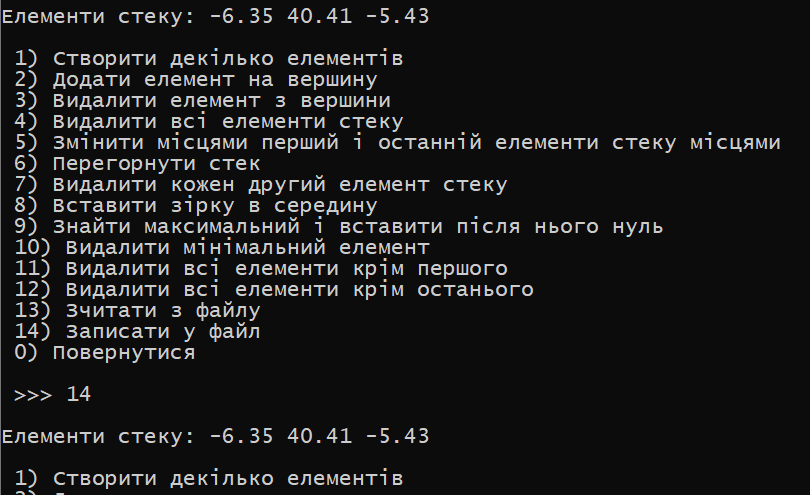 Елементи стеку: -6.35 40.41 -5.43
1) Створити декілька елементів
2) Додати елемент на вершину
3) Видалити елемент з вершини
4) Видалити всі елементи стеку
5) Змінити місцями перший і останній елементи стеку місцями
6) Перегорнути стек
7) Видалити кожен другий елемент стеку
8) Вставити зірку в середину
9) Знайти максимальний і вставити після нього нуль
10) Видалити мінімальний елемент
11) Видалити всі елементи крім першого
12) Видалити всі елементи крім останього
13) Зчитати з файлу
14) Записати у файл
0) Повернутися
>>> 14
Елементи стеку: -6.35 40.41 -5.43
1) Створити декілька елементів